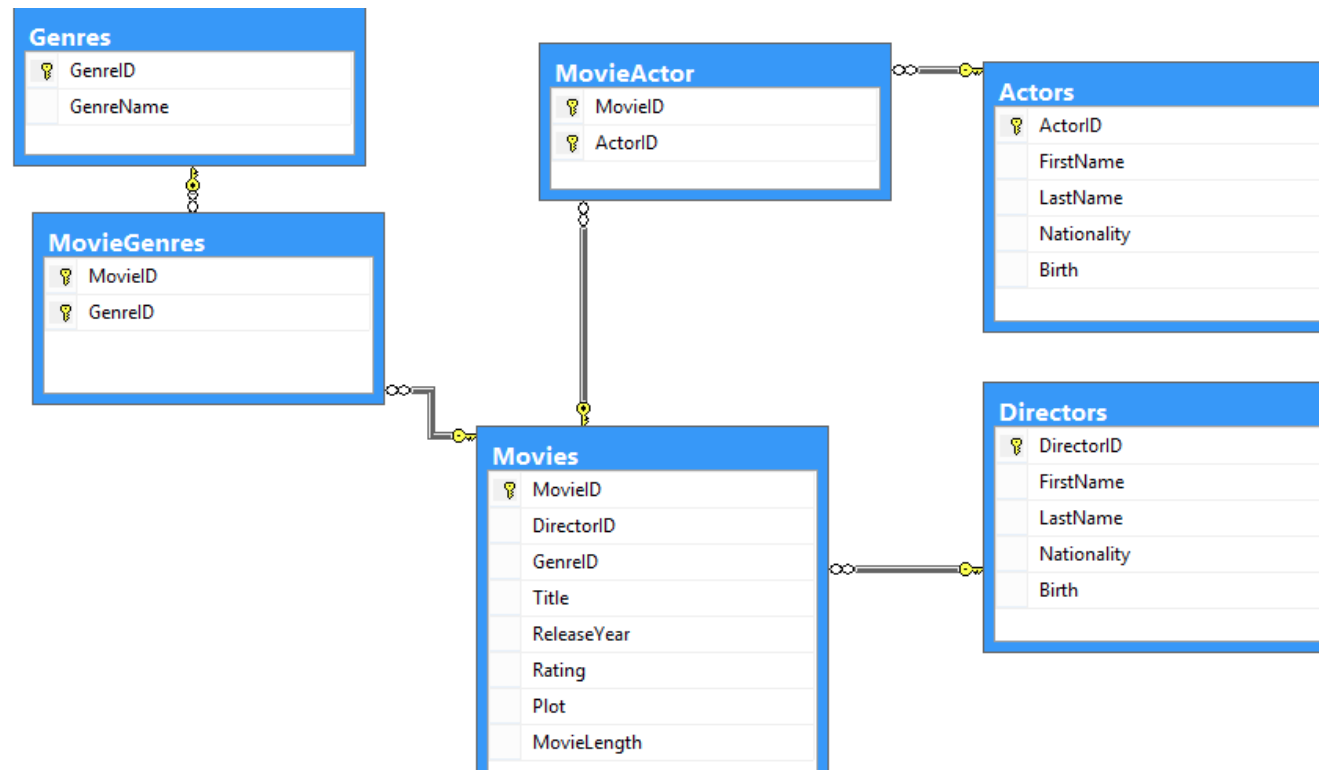 Genres
GenreID
GenreName
MovieGenres
MovieID
GenreID
MovieActor
MovieID
ActorID
Actors
ActorID
FirstName
LastName
Nationality
Birth
Movies
MovieID
DirectorID
GenreID
Title
ReleaseYear
Rating
Plot
MovieLength
Directors
DirectorID
FirstName
LastName
Nationality
Birth